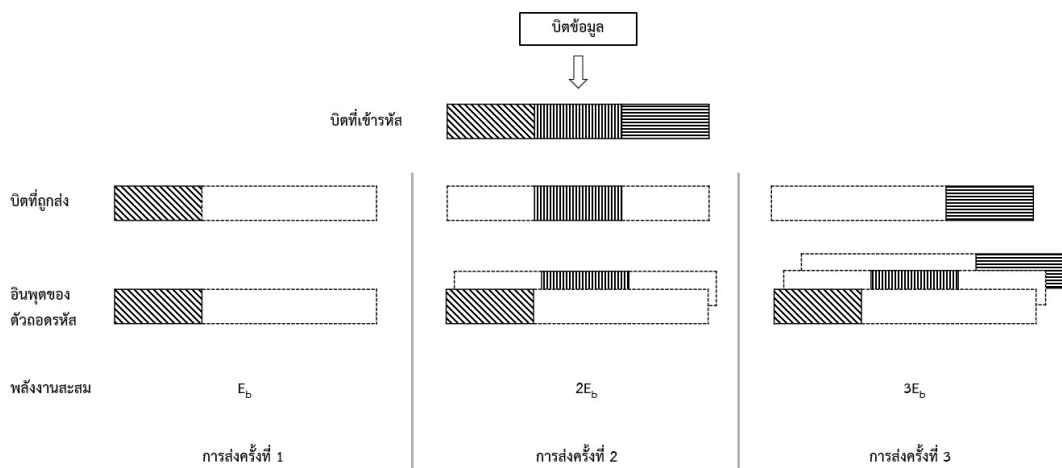 บิตข้อมูล
บิตที่เข้ารหัส
บิตที่ถูกส่ง
อินพุตของ
ตัวถอดรหัส
พลังงานสะสม
E_b
2E_b
3E_b
การส่งครั้งที่ 1
การส่งครั้งที่ 2
การส่งครั้งที่ 3